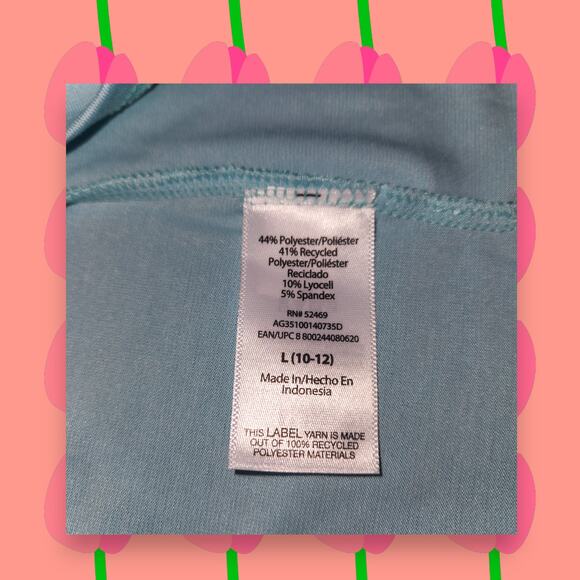 44% Polyester/Poliéster
41% Recycled
Polyester/Poliéster
Reciclado
10% Lyocell
5% Spandex
RN# 52469
AG35100140735D
EAN/UPC 8 800244080620
L (10-12)
Made In/Hecho En
Indonesia
THIS LABEL YARN IS MADE
OUT OF 100% RECYCLED
POLYESTER MATERIALS